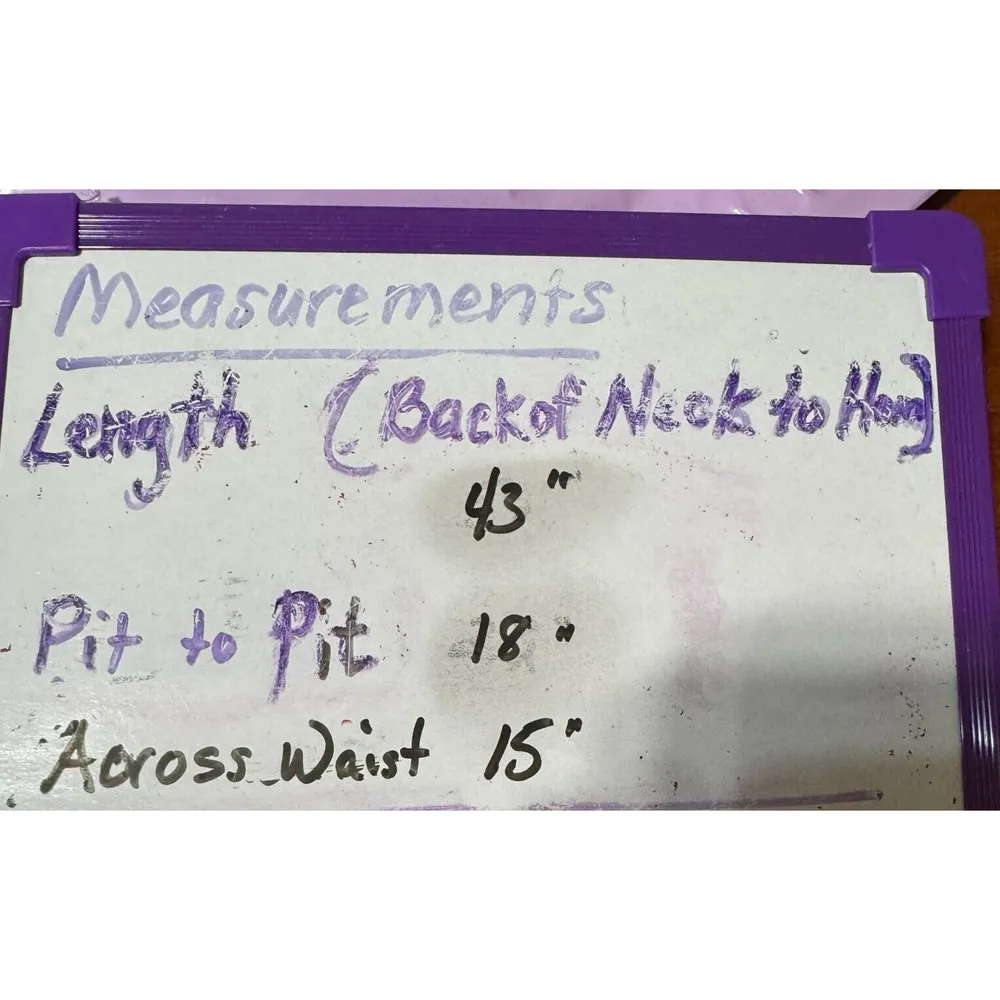 Measurements
Length (Back of Neck to Hem)
43"
Pit to Pit 18"
Across Waist 15"